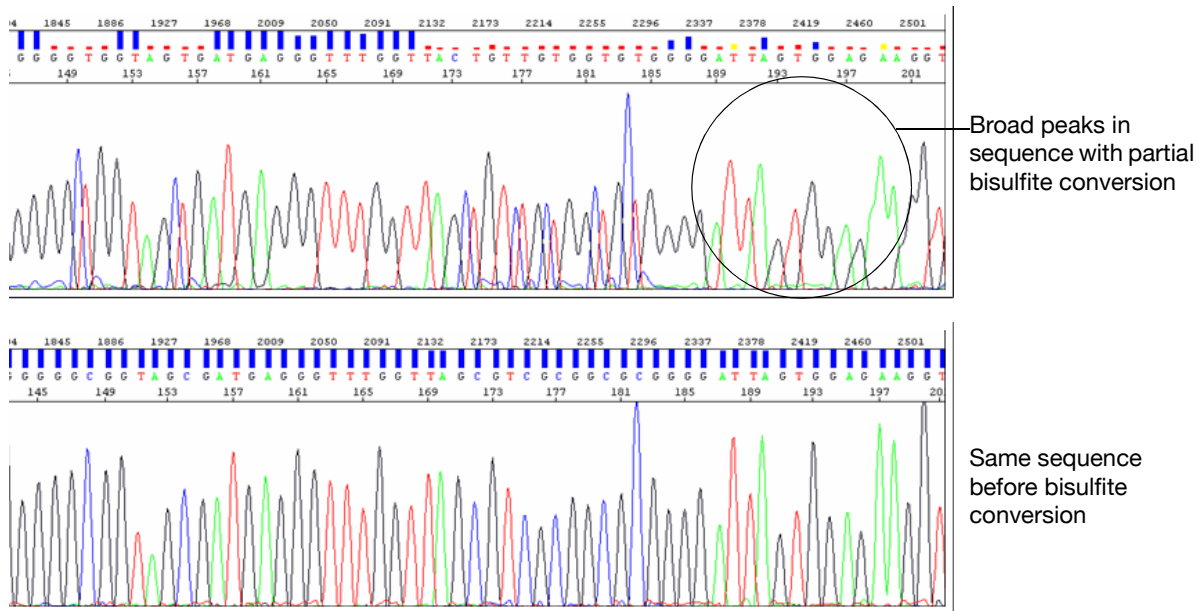 1845 1886 1927 1968 2009 2050 2091 2132 2173 2214 2255 2296 2337 2378 2419 2460 2501
G G G G T G G T A G T G A T G A G G G T T T G G T T A C T G T T G T G G T G T G G G G A T T A G T G G A G A A G G T
149 153 157 161 165 169 173 177 181 185 189 193 197 201
Broad peaks in
sequence with partial
bisulfite conversion
1845 1886 1927 1968 2009 2050 2091 2132 2173 2214 2255 2296 2337 2378 2419 2460 2501
G G G G G C G G T A G C G A T G A G G G T T T G G T T A G C G T C G C G G C G C G G G G A T T A G T G G A G A A G G T
145 149 153 157 161 165 169 173 177 181 185 189 193 197
Same sequence
before bisulfite
conversion